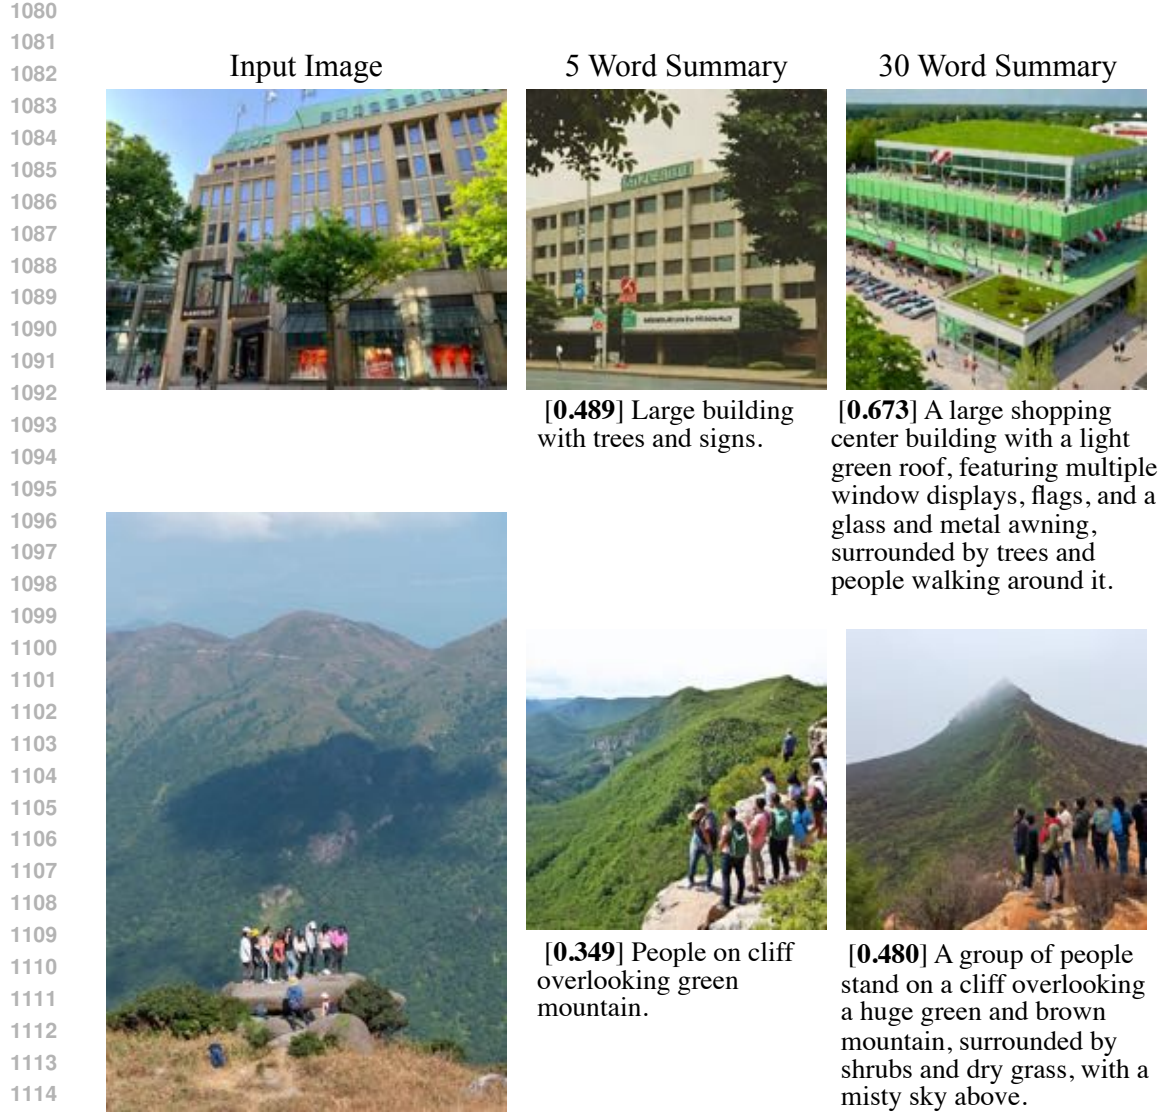 1080
1081
1082
1083
1084
1085
1086
1087
1088
1089
1090
1091
1092
1093
1094
1095
1096
1097
1098
1099
1100
1101
1102
1103
1104
1105
1106
1107
1108
1109
1110
1111
1112
1113
1114
Input Image
5 Word Summary
30 Word Summary
[0.489] Large building
with trees and signs.
[0.673] A large shopping
center building with a light
green roof, featuring multiple
window displays, flags, and a
glass and metal awning,
surrounded by trees and
people walking around it.
[0.349] People on cliff
overlooking green
mountain.
[0.480] A group of people
stand on a cliff overlooking
a huge green and brown
mountain, surrounded by
shrubs and dry grass, with a
misty sky above.